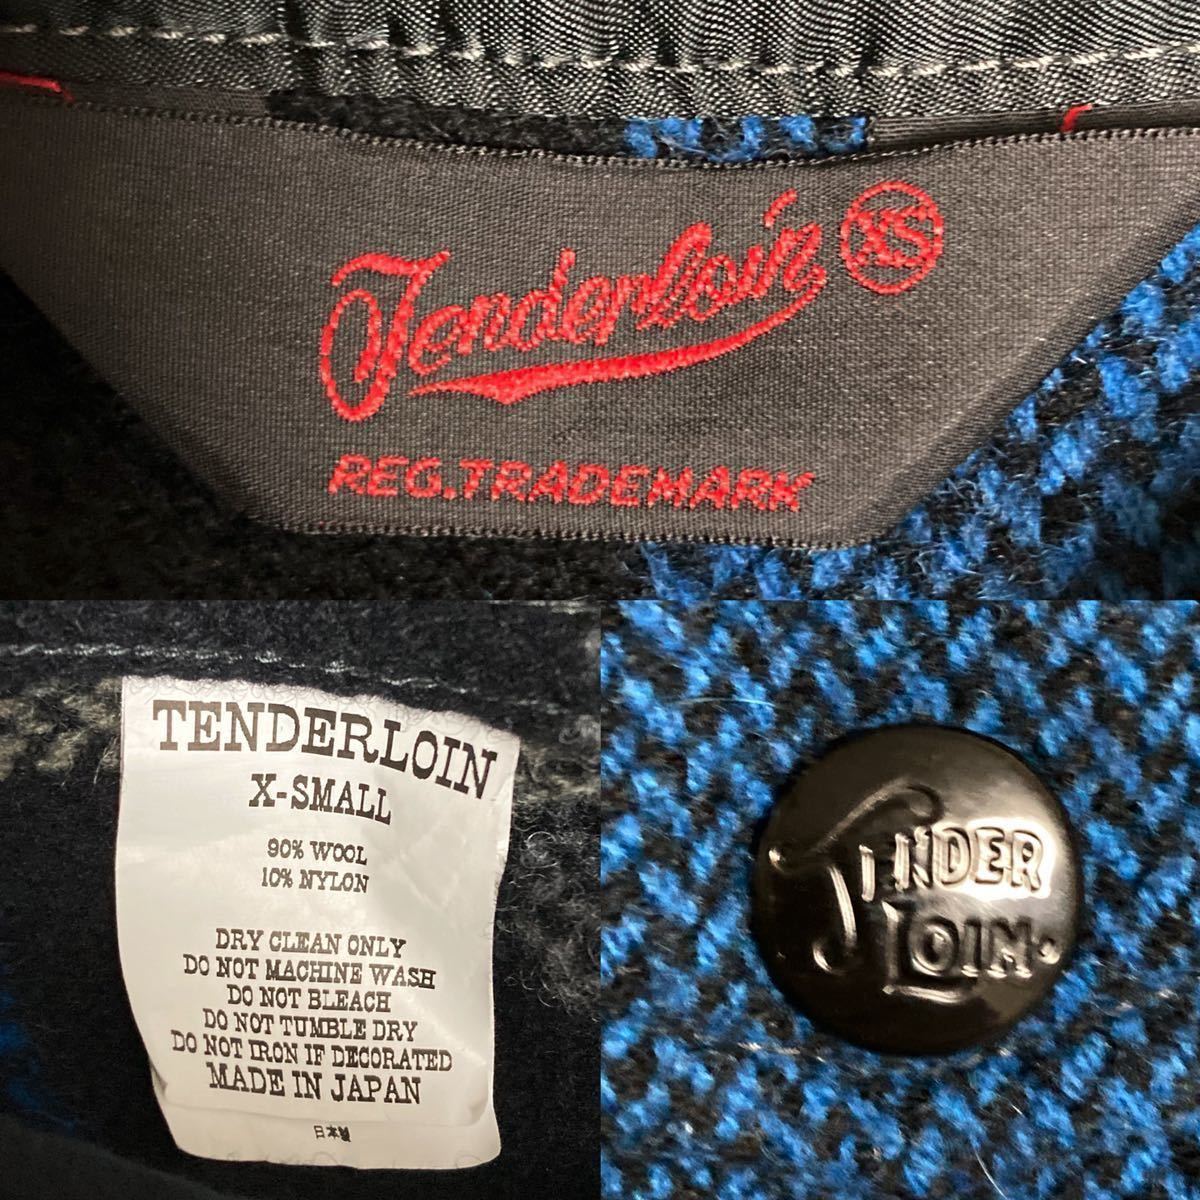 Tenderloin XS
REG.TRADEMARK
TENDERLOIN
X-SMALL
90% WOOL
10% NYLON
DRY CLEAN ONLY
DO NOT MACHINE WASH
DO NOT BLEACH
DO NOT TUMBLE DRY
DO NOT IRON IF DECORATED
MADE IN JAPAN
日本製
TENDER
LOIN.